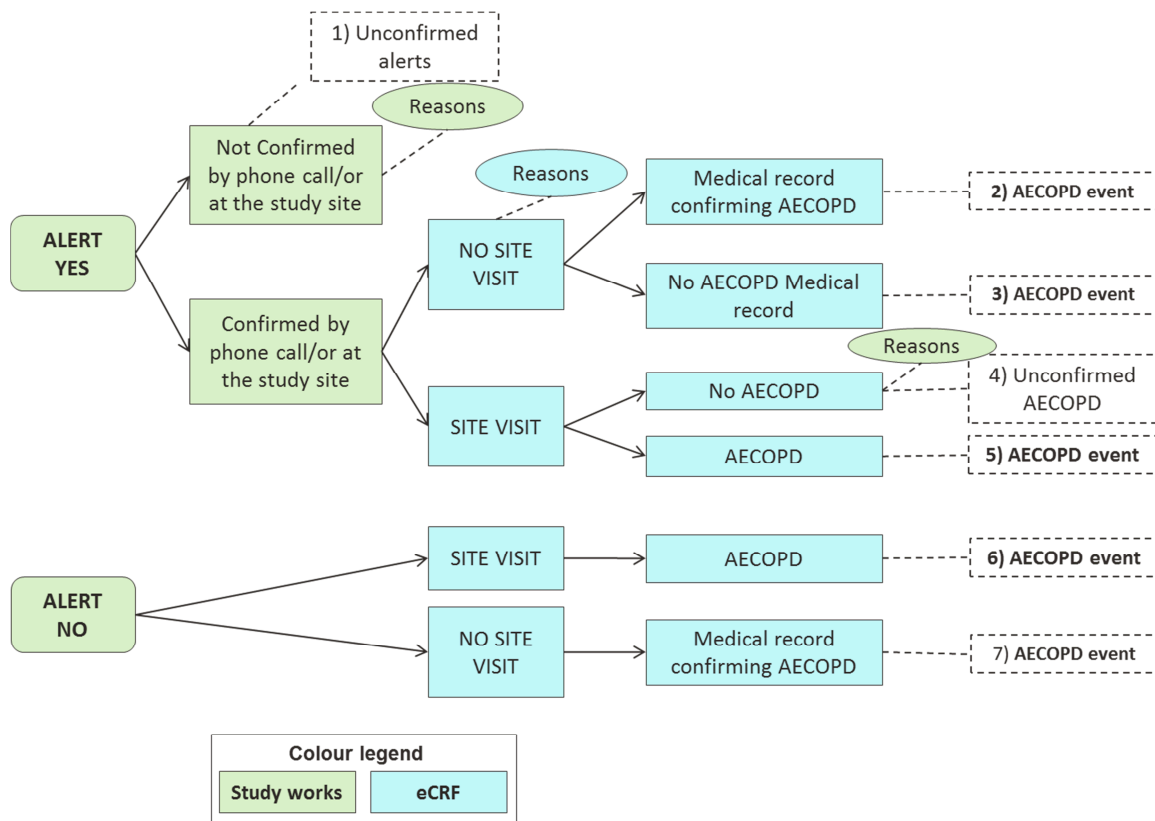 1) Unconfirmed
alerts
Reasons
Not Confirmed
by phone call/or
at the study site
ALERT
YES
Confirmed by
phone call/or at
the study site
Reasons
NO SITE
VISIT
Medical record
confirming AECOPD
2) AECOPD event
No AECOPD Medical
record
3) AECOPD event
Reasons
SITE VISIT
No AECOPD
4) Unconfirmed
AECOPD
AECOPD
5) AECOPD event
ALERT
NO
SITE VISIT
AECOPD
6) AECOPD event
NO SITE
VISIT
Medical record
confirming AECOPD
7) AECOPD event
Colour legend
Study works
eCRF